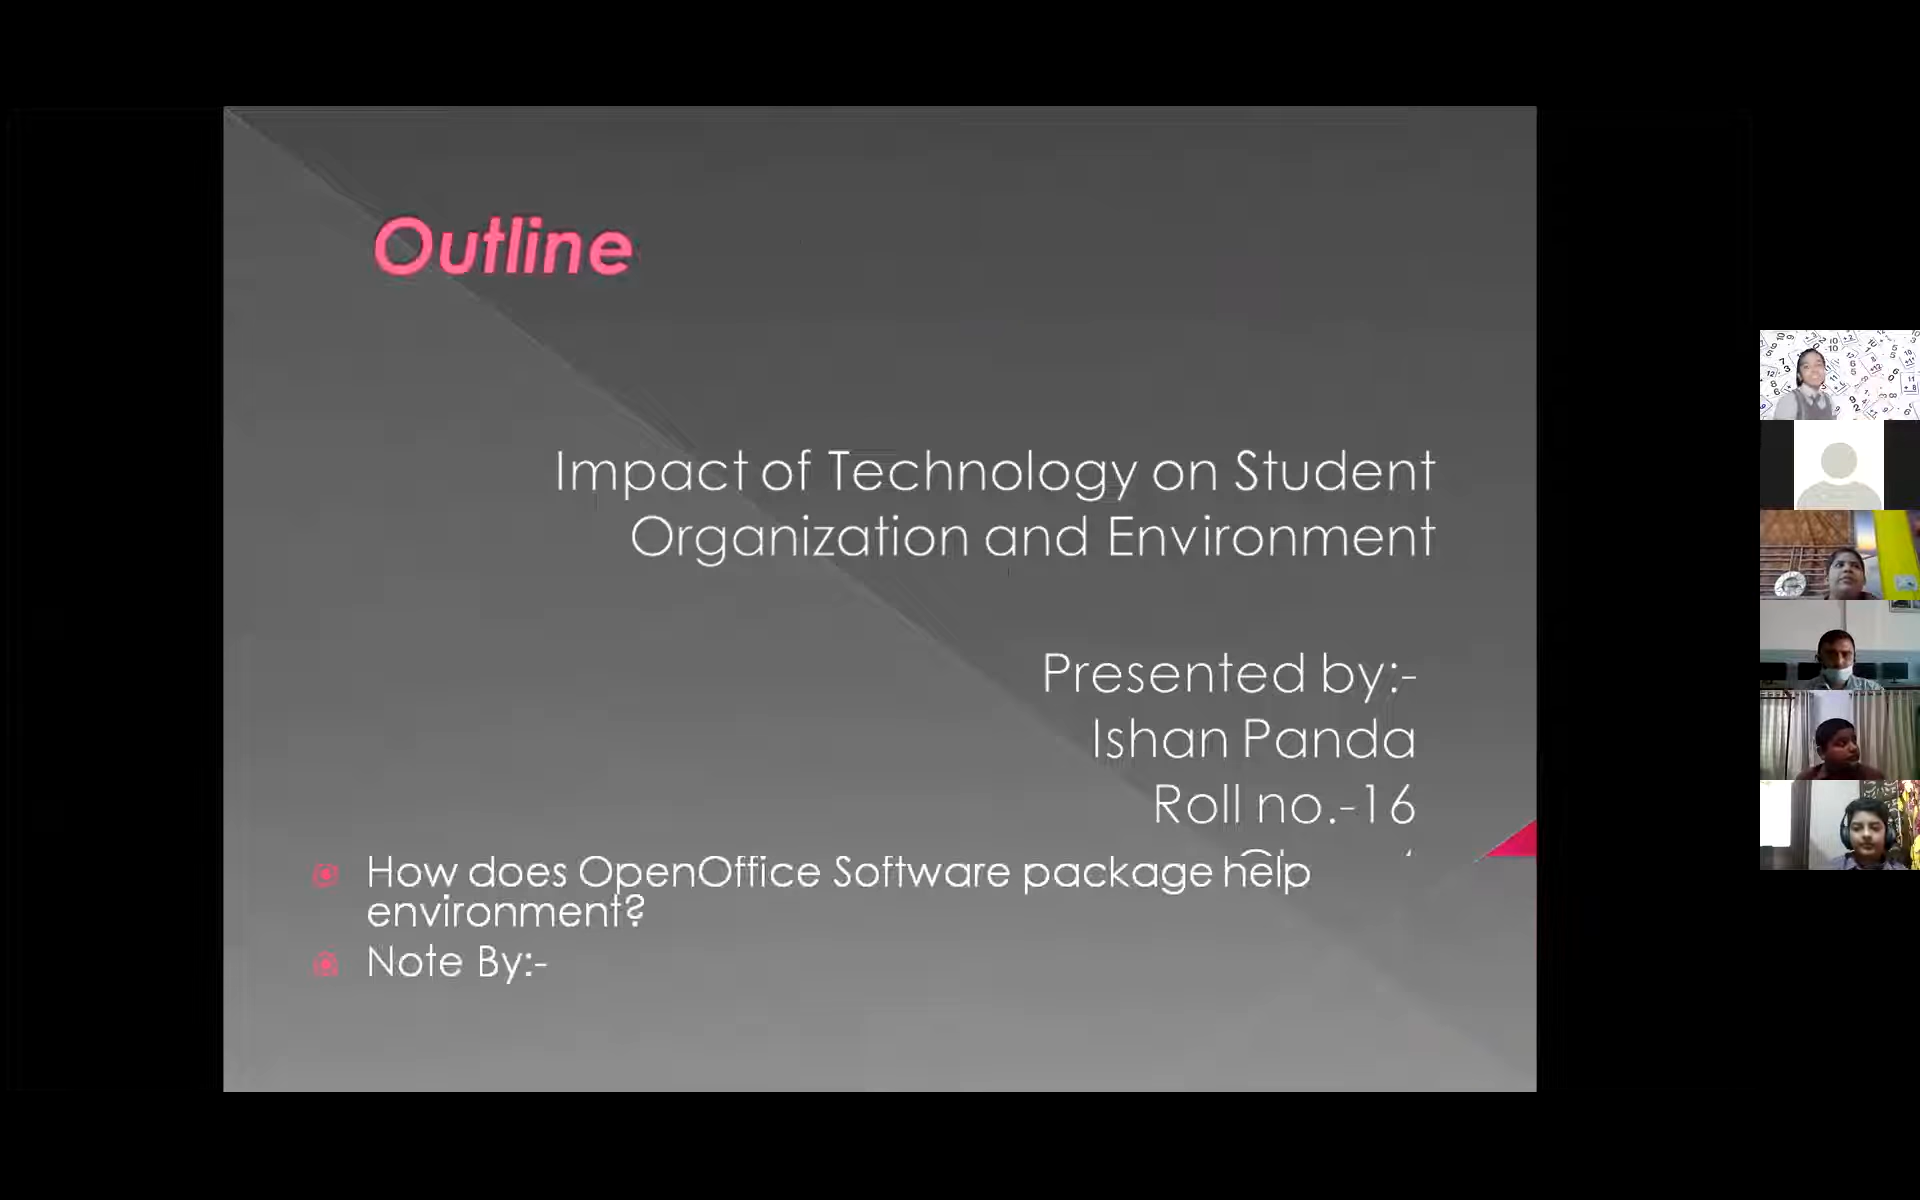 Outline
Impact of Technology on Student
Organization and Environment
Presented by:-
Ishan Panda
Roll no.-16
How does OpenOffice Software package help
environment?
Note By:-